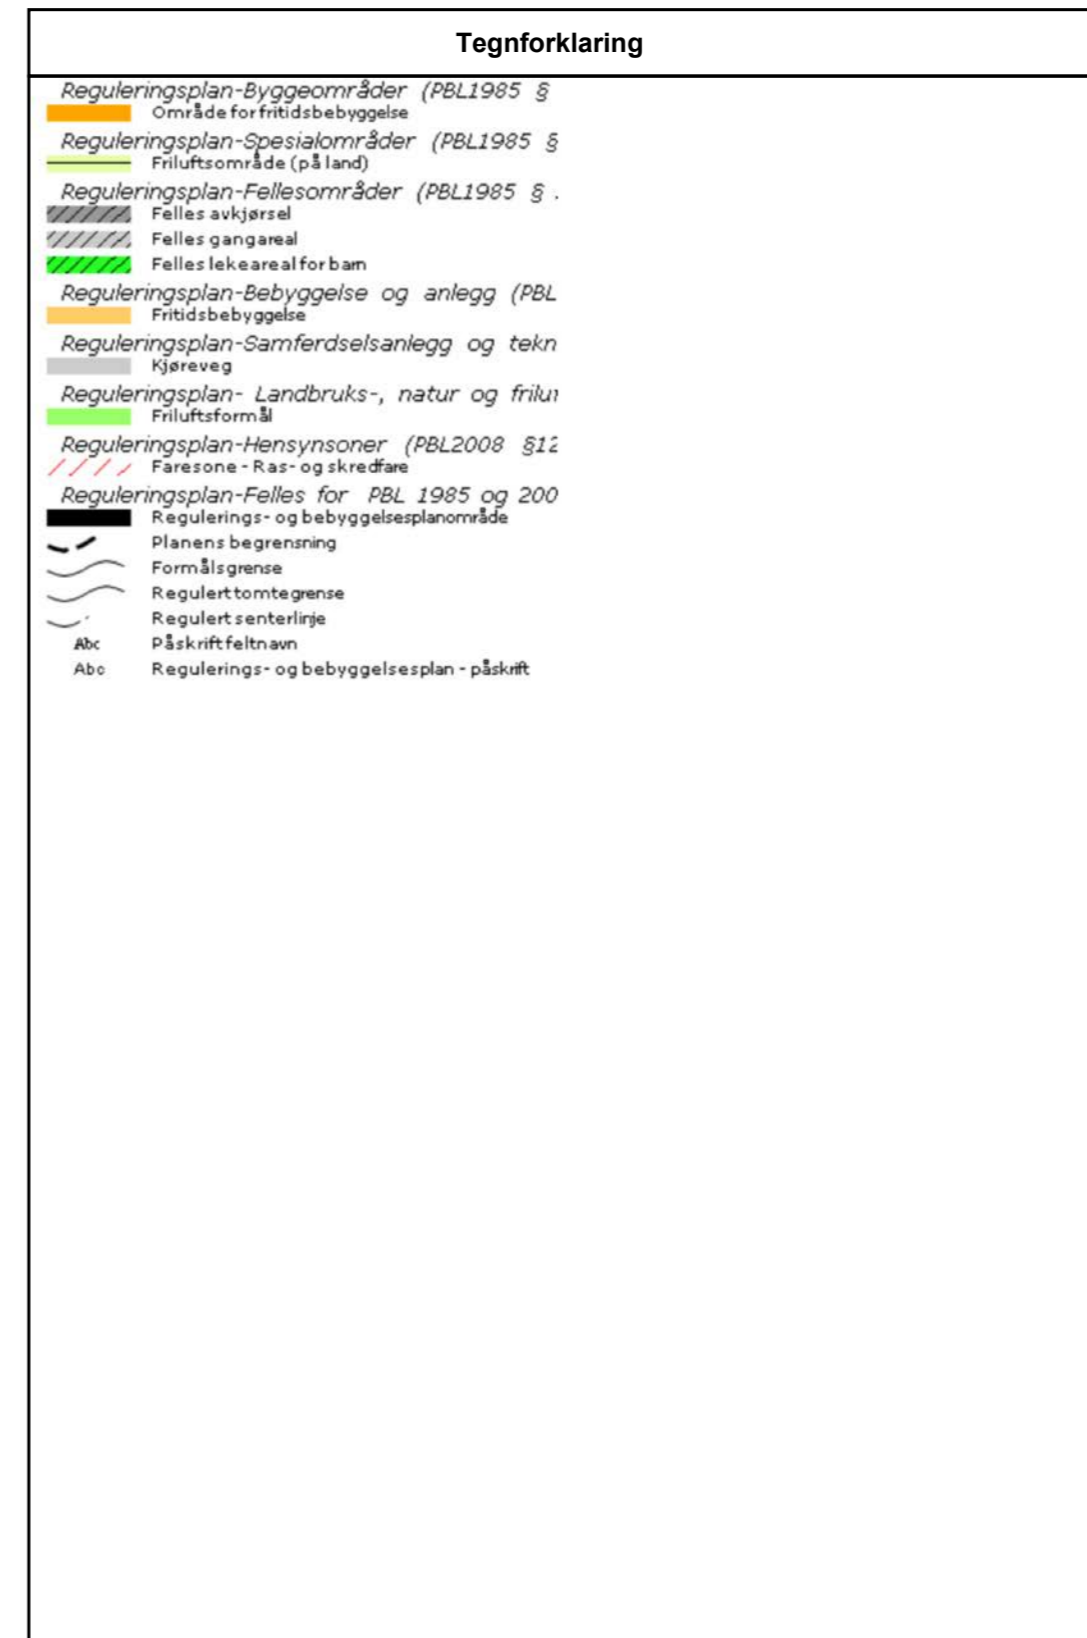 Tegnforklaring
Reguleringsplan-Byggeområder (PBL1985 §
Område for fritidsbebyggelse
Reguleringsplan-Spesialområder (PBL1985 §
Friluftsområde (på land)
Reguleringsplan-Fellesområder (PBL1985 § .
Felles avkjørsel
Felles gangareal
Felles lekeareal for barn
Reguleringsplan-Bebyggelse og anlegg (PBL
Fritidsbebyggelse
Reguleringsplan-Samferdselsanlegg og tekn
Kjøreveg
Reguleringsplan- Landbruks-, natur og frilu
Friluftsformål
Reguleringsplan-Hensynsoner (PBL2008 §12
Faresone - Ras- og skredfare
Reguleringsplan-Felles for PBL 1985 og 200
Regulerings- og bebyggelsesplanområde
Planens begrensning
Formålsgrense
Regulert tomtegrense
Regulert senterlinje
Abc Påskrift feltnavn
Abc Regulerings- og bebyggelsesplan - påskrift